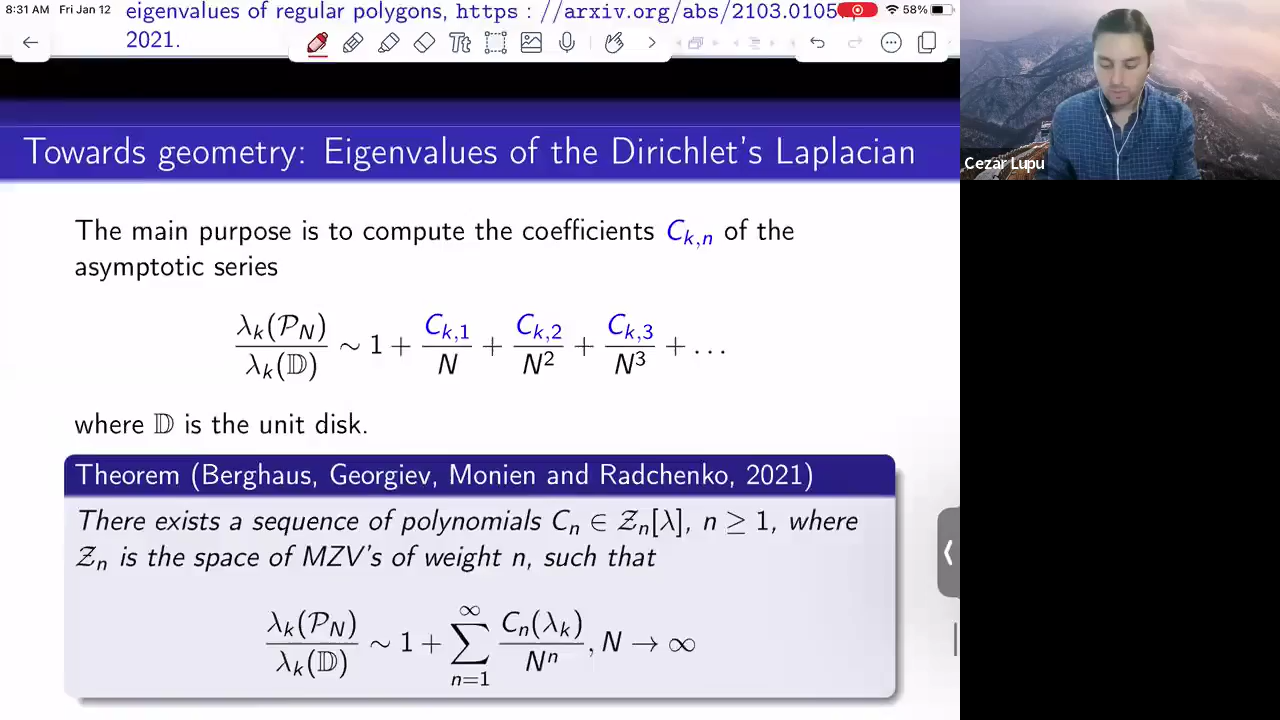 8:31 AM Fri Jan 12
58%
eigenvalues of regular polygons, https : //arxiv.org/abs/2103.0105
2021.
Tt
Towards geometry: Eigenvalues of the Dirichlet's Laplacian
Cezar Lupu
The main purpose is to compute the coefficients C_{k,n} of the
asymptotic series
λ_k(𝒫_N)/λ_k(𝔻) ∼ 1 + C_{k,1}/N + C_{k,2}/N² + C_{k,3}/N³ + …
where 𝔻 is the unit disk.
Theorem (Berghaus, Georgiev, Monien and Radchenko, 2021)
There exists a sequence of polynomials C_n ∈ 𝒵_n[λ], n ≥ 1, where
𝒵_n is the space of MZV's of weight n, such that
λ_k(𝒫_N)/λ_k(𝔻) ∼ 1 + ∑_{n=1}^{∞} C_n(λ_k)/N^n, N → ∞